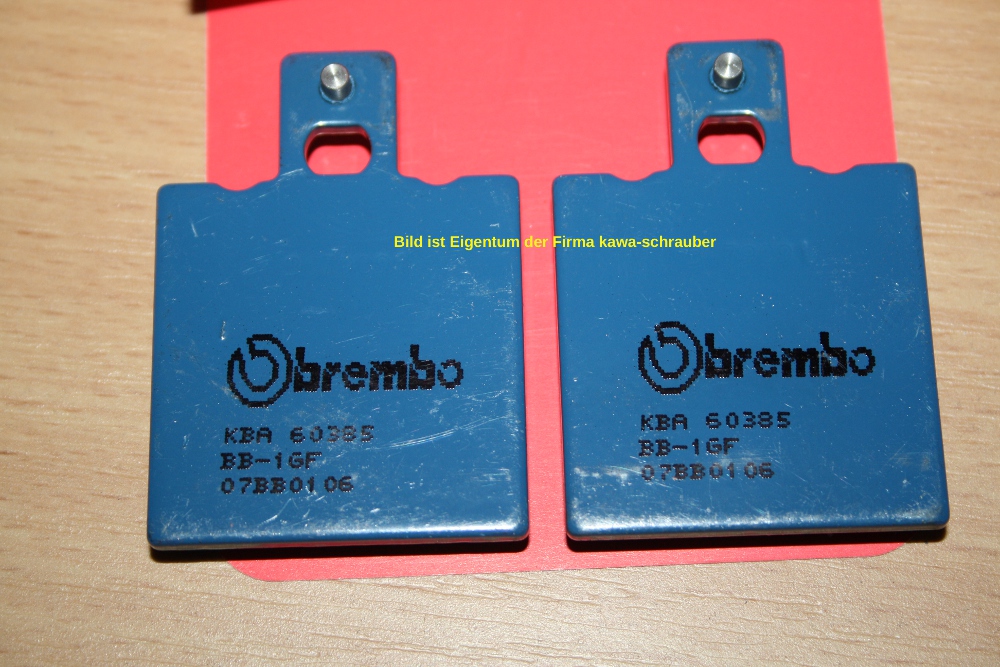 Bild ist Eigentum der Firma kawa-schrauber
brembo
KBA 60385
BB-1GF
07BB0106
brembo
KBA 60385
BB-1GF
07BB0106